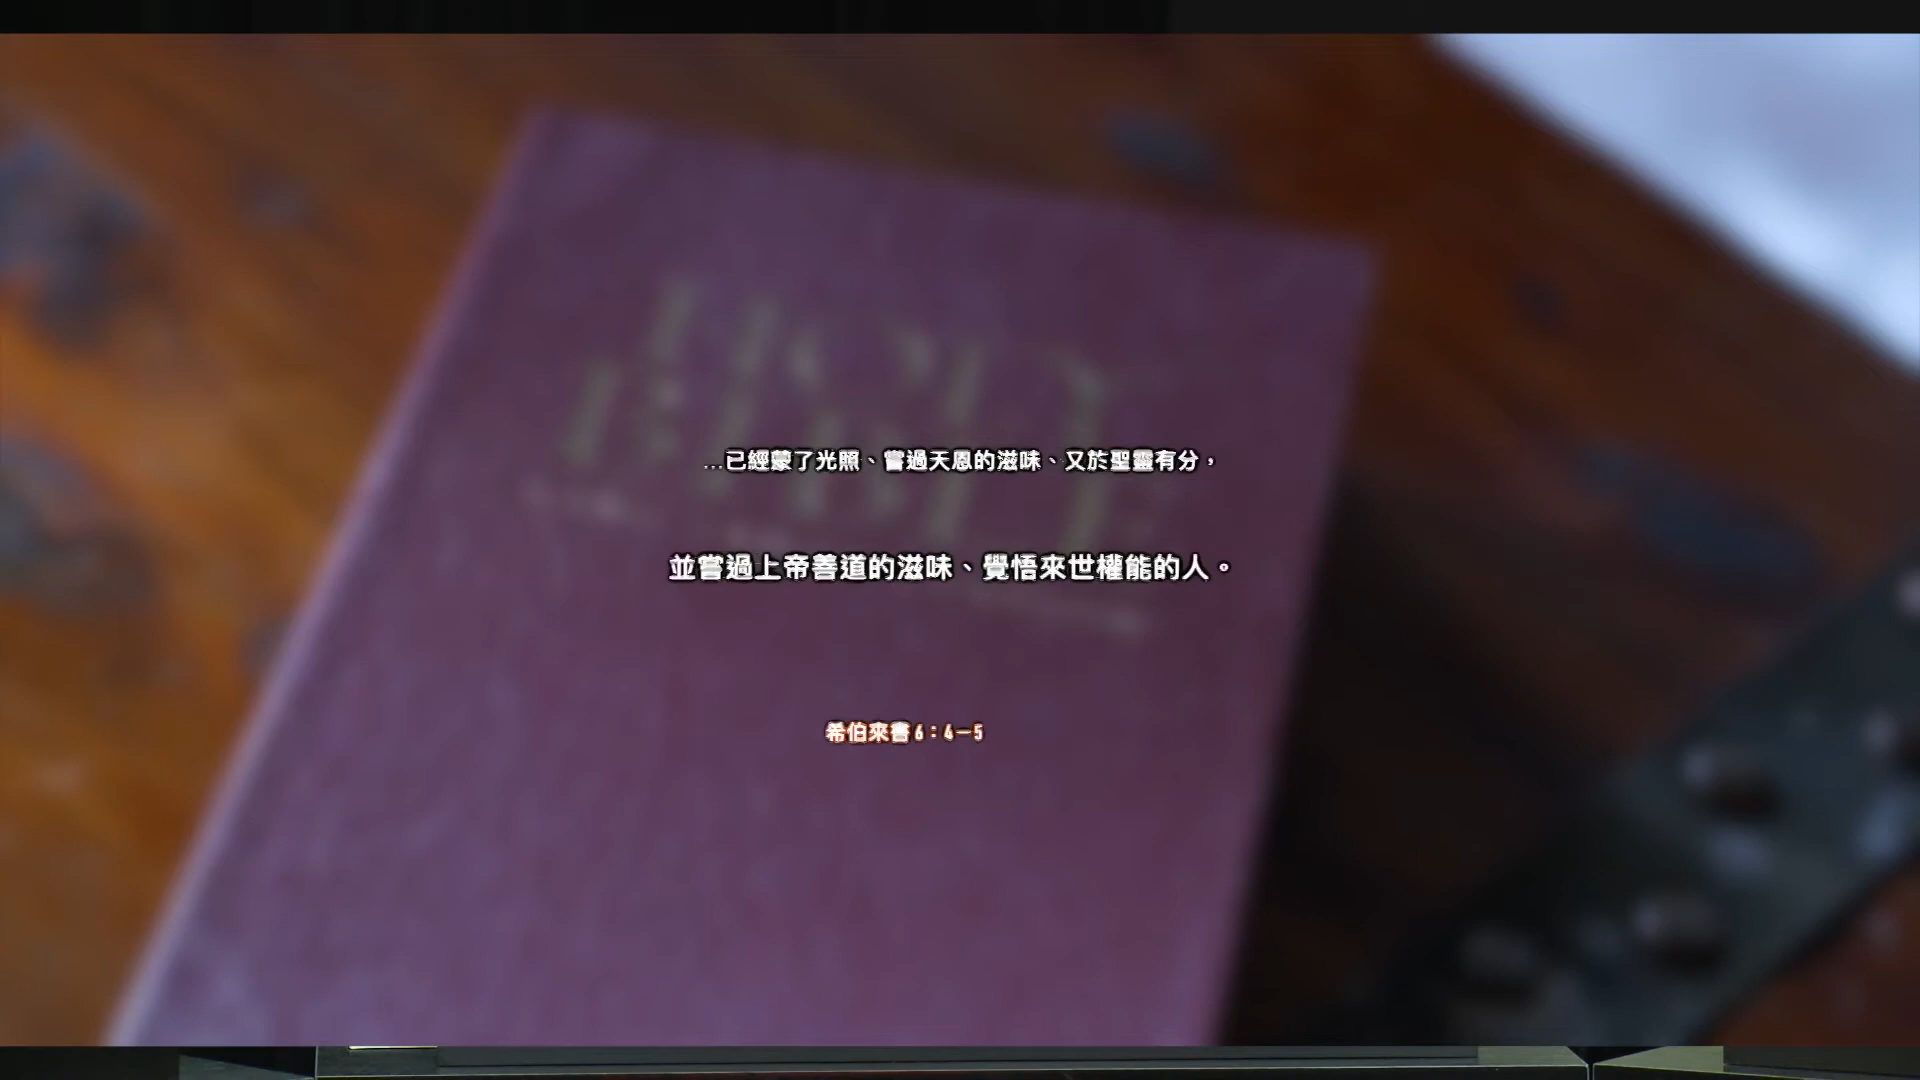 …已經蒙了光照、嘗過天恩的滋味、又於聖靈有分，
並嘗過上帝善道的滋味、覺悟來世權能的人。
希伯來書6：4－5